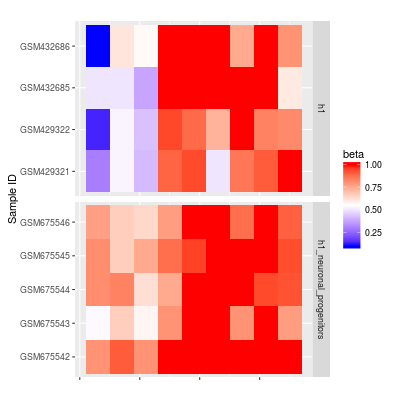 GSM432686
GSM432685
GSM429322
GSM429321
h1
GSM675546
GSM675545
GSM675544
GSM675543
GSM675542
h1_neuronal_progenitors
Sample ID
beta
1.00
0.75
0.50
0.25